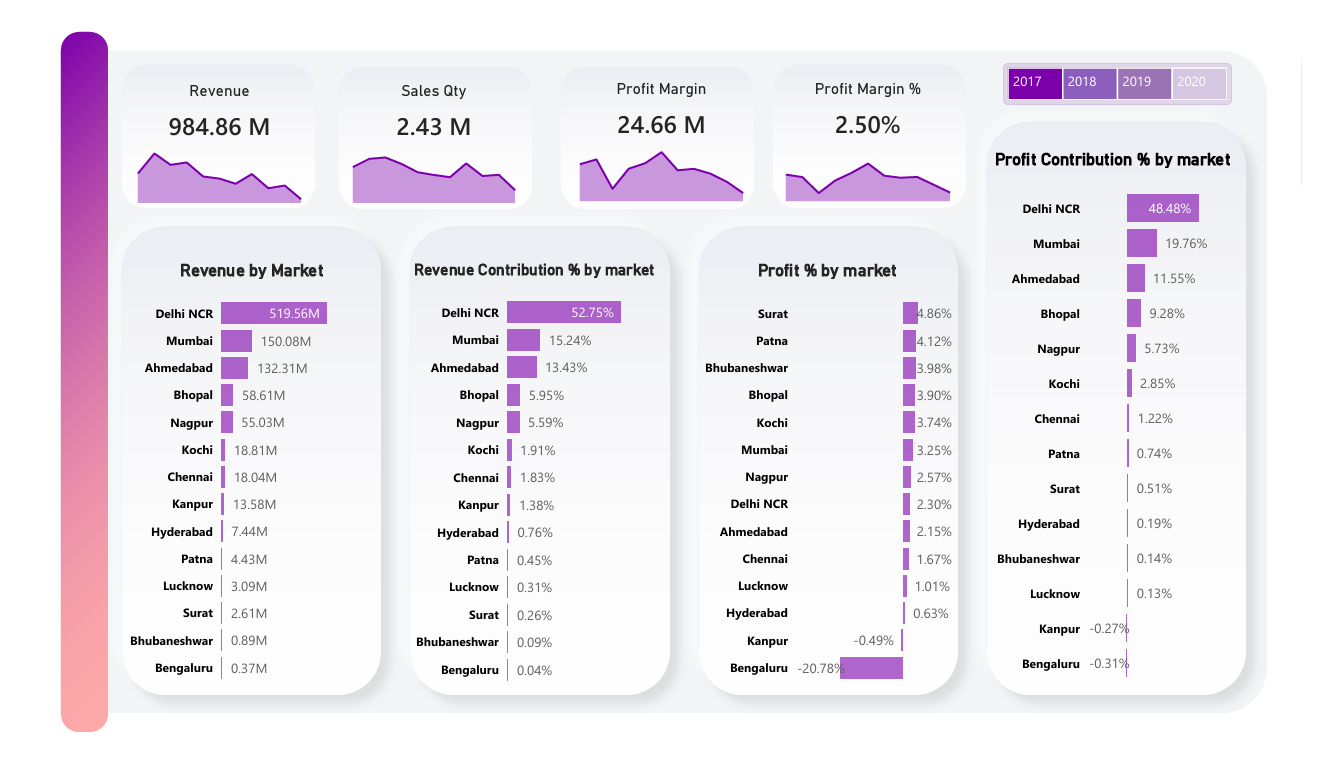 Revenue
984.86 M
Sales Qty
2.43 M
Profit Margin
24.66 M
Profit Margin %
2.50%
2017 2018 2019 2020
Revenue by Market
Delhi NCR 519.56M
Mumbai 150.08M
Ahmedabad 132.31M
Bhopal 58.61M
Nagpur 55.03M
Kochi 18.81M
Chennai 18.04M
Kanpur 13.58M
Hyderabad 7.44M
Patna 4.43M
Lucknow 3.09M
Surat 2.61M
Bhubaneshwar 0.89M
Bengaluru 0.37M
Revenue Contribution % by market
Delhi NCR 52.75%
Mumbai 15.24%
Ahmedabad 13.43%
Bhopal 5.95%
Nagpur 5.59%
Kochi 1.91%
Chennai 1.83%
Kanpur 1.38%
Hyderabad 0.76%
Patna 0.45%
Lucknow 0.31%
Surat 0.26%
Bhubaneshwar 0.09%
Bengaluru 0.04%
Profit % by market
Surat 4.86%
Patna 4.12%
Bhubaneshwar 3.98%
Bhopal 3.90%
Kochi 3.74%
Mumbai 3.25%
Nagpur 2.57%
Delhi NCR 2.30%
Ahmedabad 2.15%
Chennai 1.67%
Lucknow 1.01%
Hyderabad 0.63%
Kanpur -0.49%
Bengaluru -20.78%
Profit Contribution % by market
Delhi NCR 48.48%
Mumbai 19.76%
Ahmedabad 11.55%
Bhopal 9.28%
Nagpur 5.73%
Kochi 2.85%
Chennai 1.22%
Patna 0.74%
Surat 0.51%
Hyderabad 0.19%
Bhubaneshwar 0.14%
Lucknow 0.13%
Kanpur -0.27%
Bengaluru -0.31%